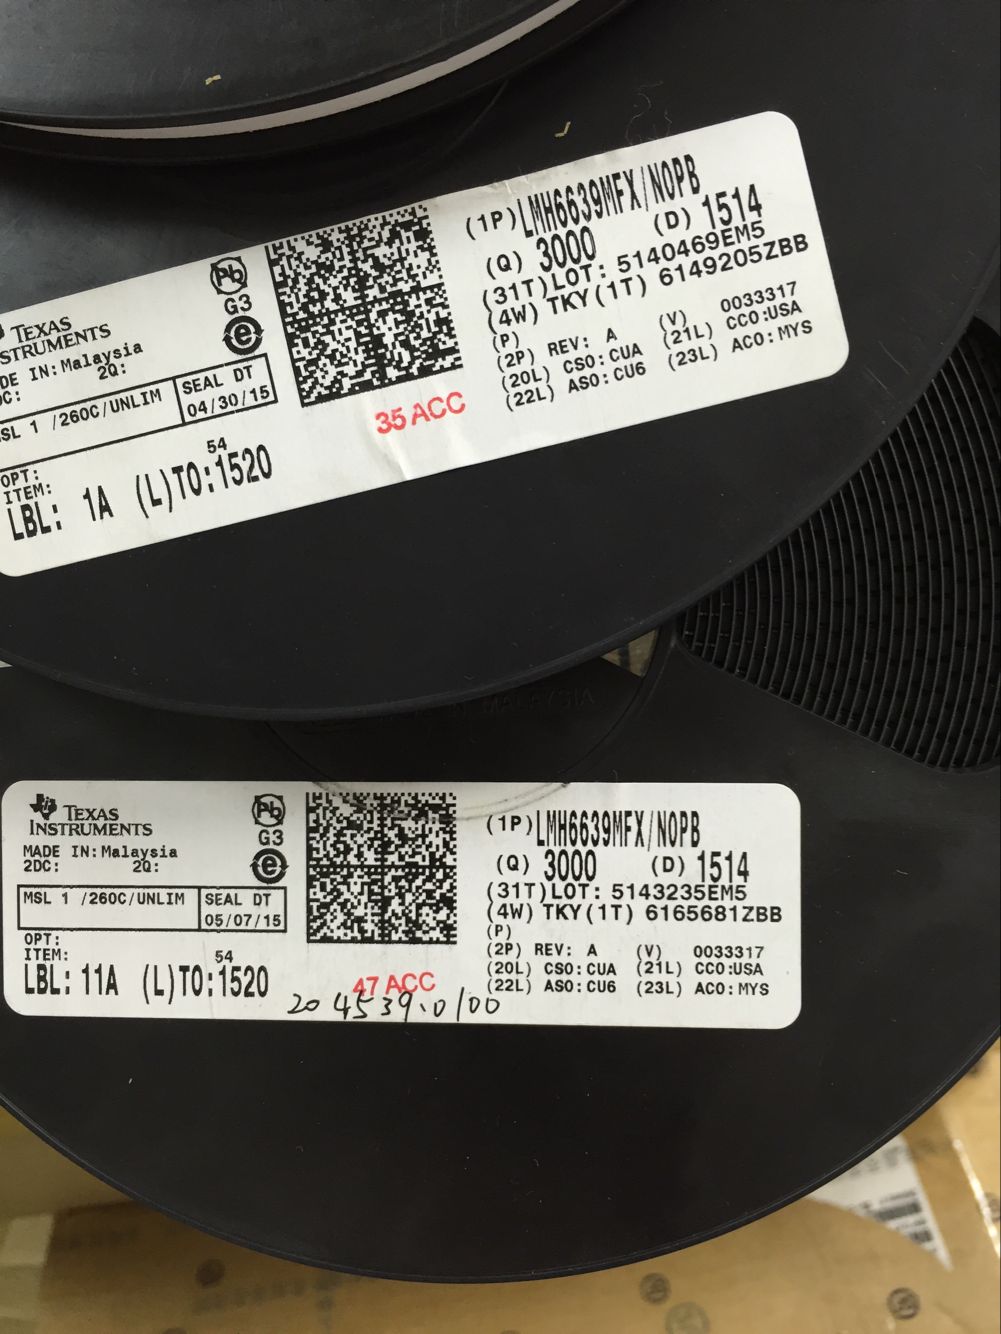 (1P)LMH6639MFX/NOPB
(Q) 3000 (D) 1514
(31T)LOT: 5140469EM5
(4W) TKY(1T) 6149205ZBB
(P)
(2P) REV: A (V) 0033317
(20L) CSO:CUA (21L) CCO:USA
(22L) ASO:CU6 (23L) ACO:MYS
Pb
G3
e
TEXAS
INSTRUMENTS
MADE IN:Malaysia
2DC: 2Q:
MSL 1 /260C/UNLIM
SEAL DT
04/30/15
OPT:
ITEM:
54
LBL: 1A (L)TO:1520
35 ACC
MALAYSIA
TEXAS
INSTRUMENTS
MADE IN:Malaysia
2DC: 2Q:
MSL 1 /260C/UNLIM
SEAL DT
05/07/15
OPT:
ITEM:
54
LBL: 11A (L)TO:1520
Pb
G3
e
47 ACC
(1P)LMH6639MFX/NOPB
(Q) 3000 (D) 1514
(31T)LOT: 5143235EM5
(4W) TKY(1T) 6165681ZBB
(P)
(2P) REV: A (V) 0033317
(20L) CSO:CUA (21L) CCO:USA
(22L) ASO:CU6 (23L) ACO:MYS